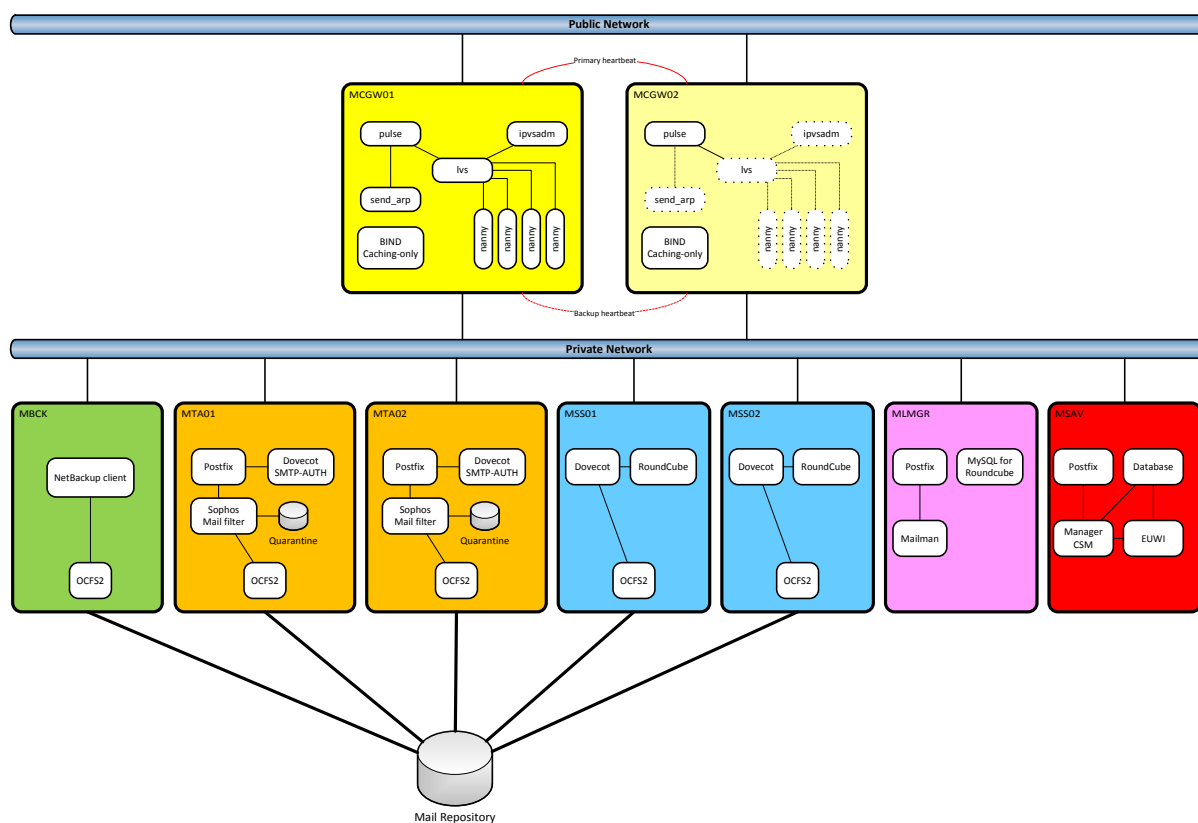 Public Network
Primary heartbeat
MCGW01
pulse
ipvsadm
lvs
send_arp
nanny
nanny
nanny
nanny
BIND
Caching-only
MCGW02
pulse
ipvsadm
lvs
send_arp
nanny
nanny
nanny
nanny
BIND
Caching-only
Backup heartbeat
Private Network
MBCK
NetBackup client
OCFS2
MTA01
Postfix
Dovecot
SMTP-AUTH
Sophos
Mail filter
Quarantine
OCFS2
MTA02
Postfix
Dovecot
SMTP-AUTH
Sophos
Mail filter
Quarantine
OCFS2
MSS01
Dovecot
RoundCube
OCFS2
MSS02
Dovecot
RoundCube
OCFS2
MLMGR
Postfix
MySQL for
Roundcube
Mailman
MSAV
Postfix
Database
Manager
CSM
EUWI
Mail Repository